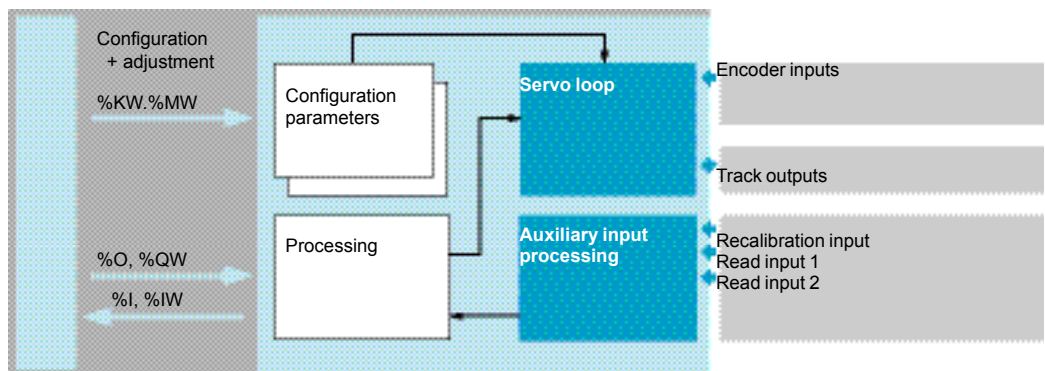 Configuration
+ adjustment
%KW.%MW
%O, %QW
%I, %IW
Configuration
parameters
Processing
Servo loop
Auxiliary input
processing
Encoder inputs
Track outputs
Recalibration input
Read input 1
Read input 2